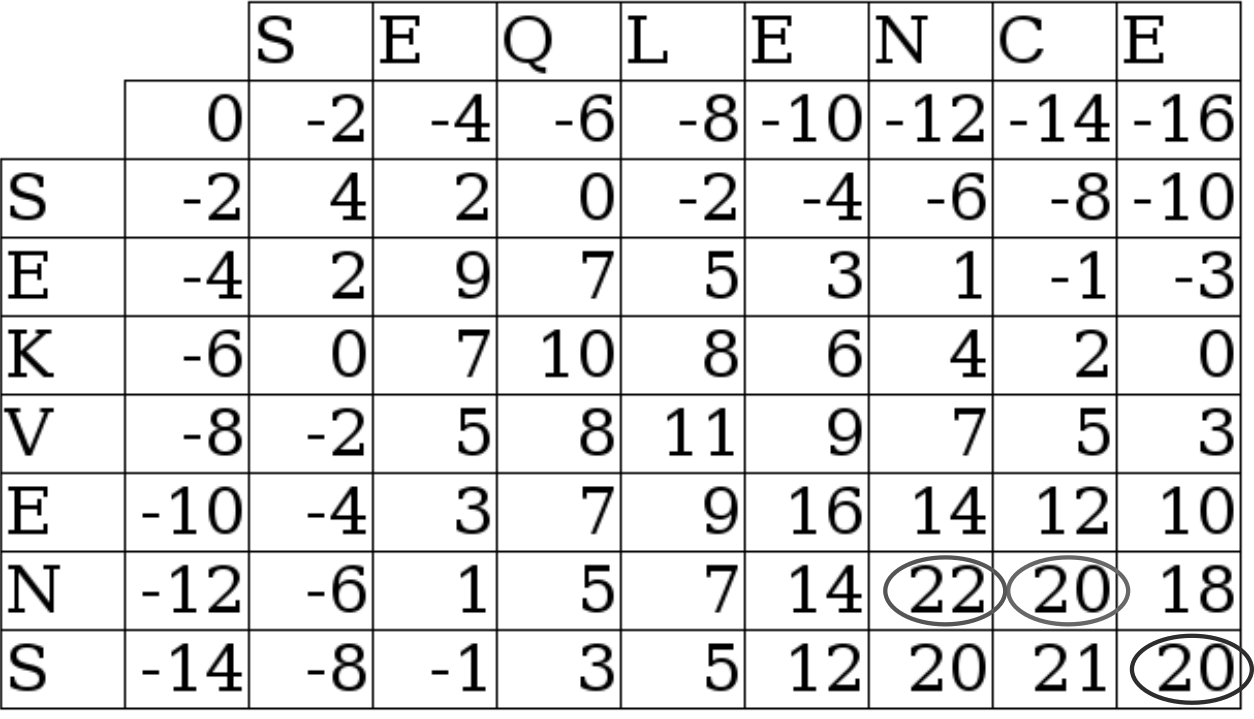 S E Q L E N C E
0 -2 -4 -6 -8 -10 -12 -14 -16
S -2 4 2 0 -2 -4 -6 -8 -10
E -4 2 9 7 5 3 1 -1 -3
K -6 0 7 10 8 6 4 2 0
V -8 -2 5 8 11 9 7 5 3
E -10 -4 3 7 9 16 14 12 10
N -12 -6 1 5 7 14 22 20 18
S -14 -8 -1 3 5 12 20 21 20